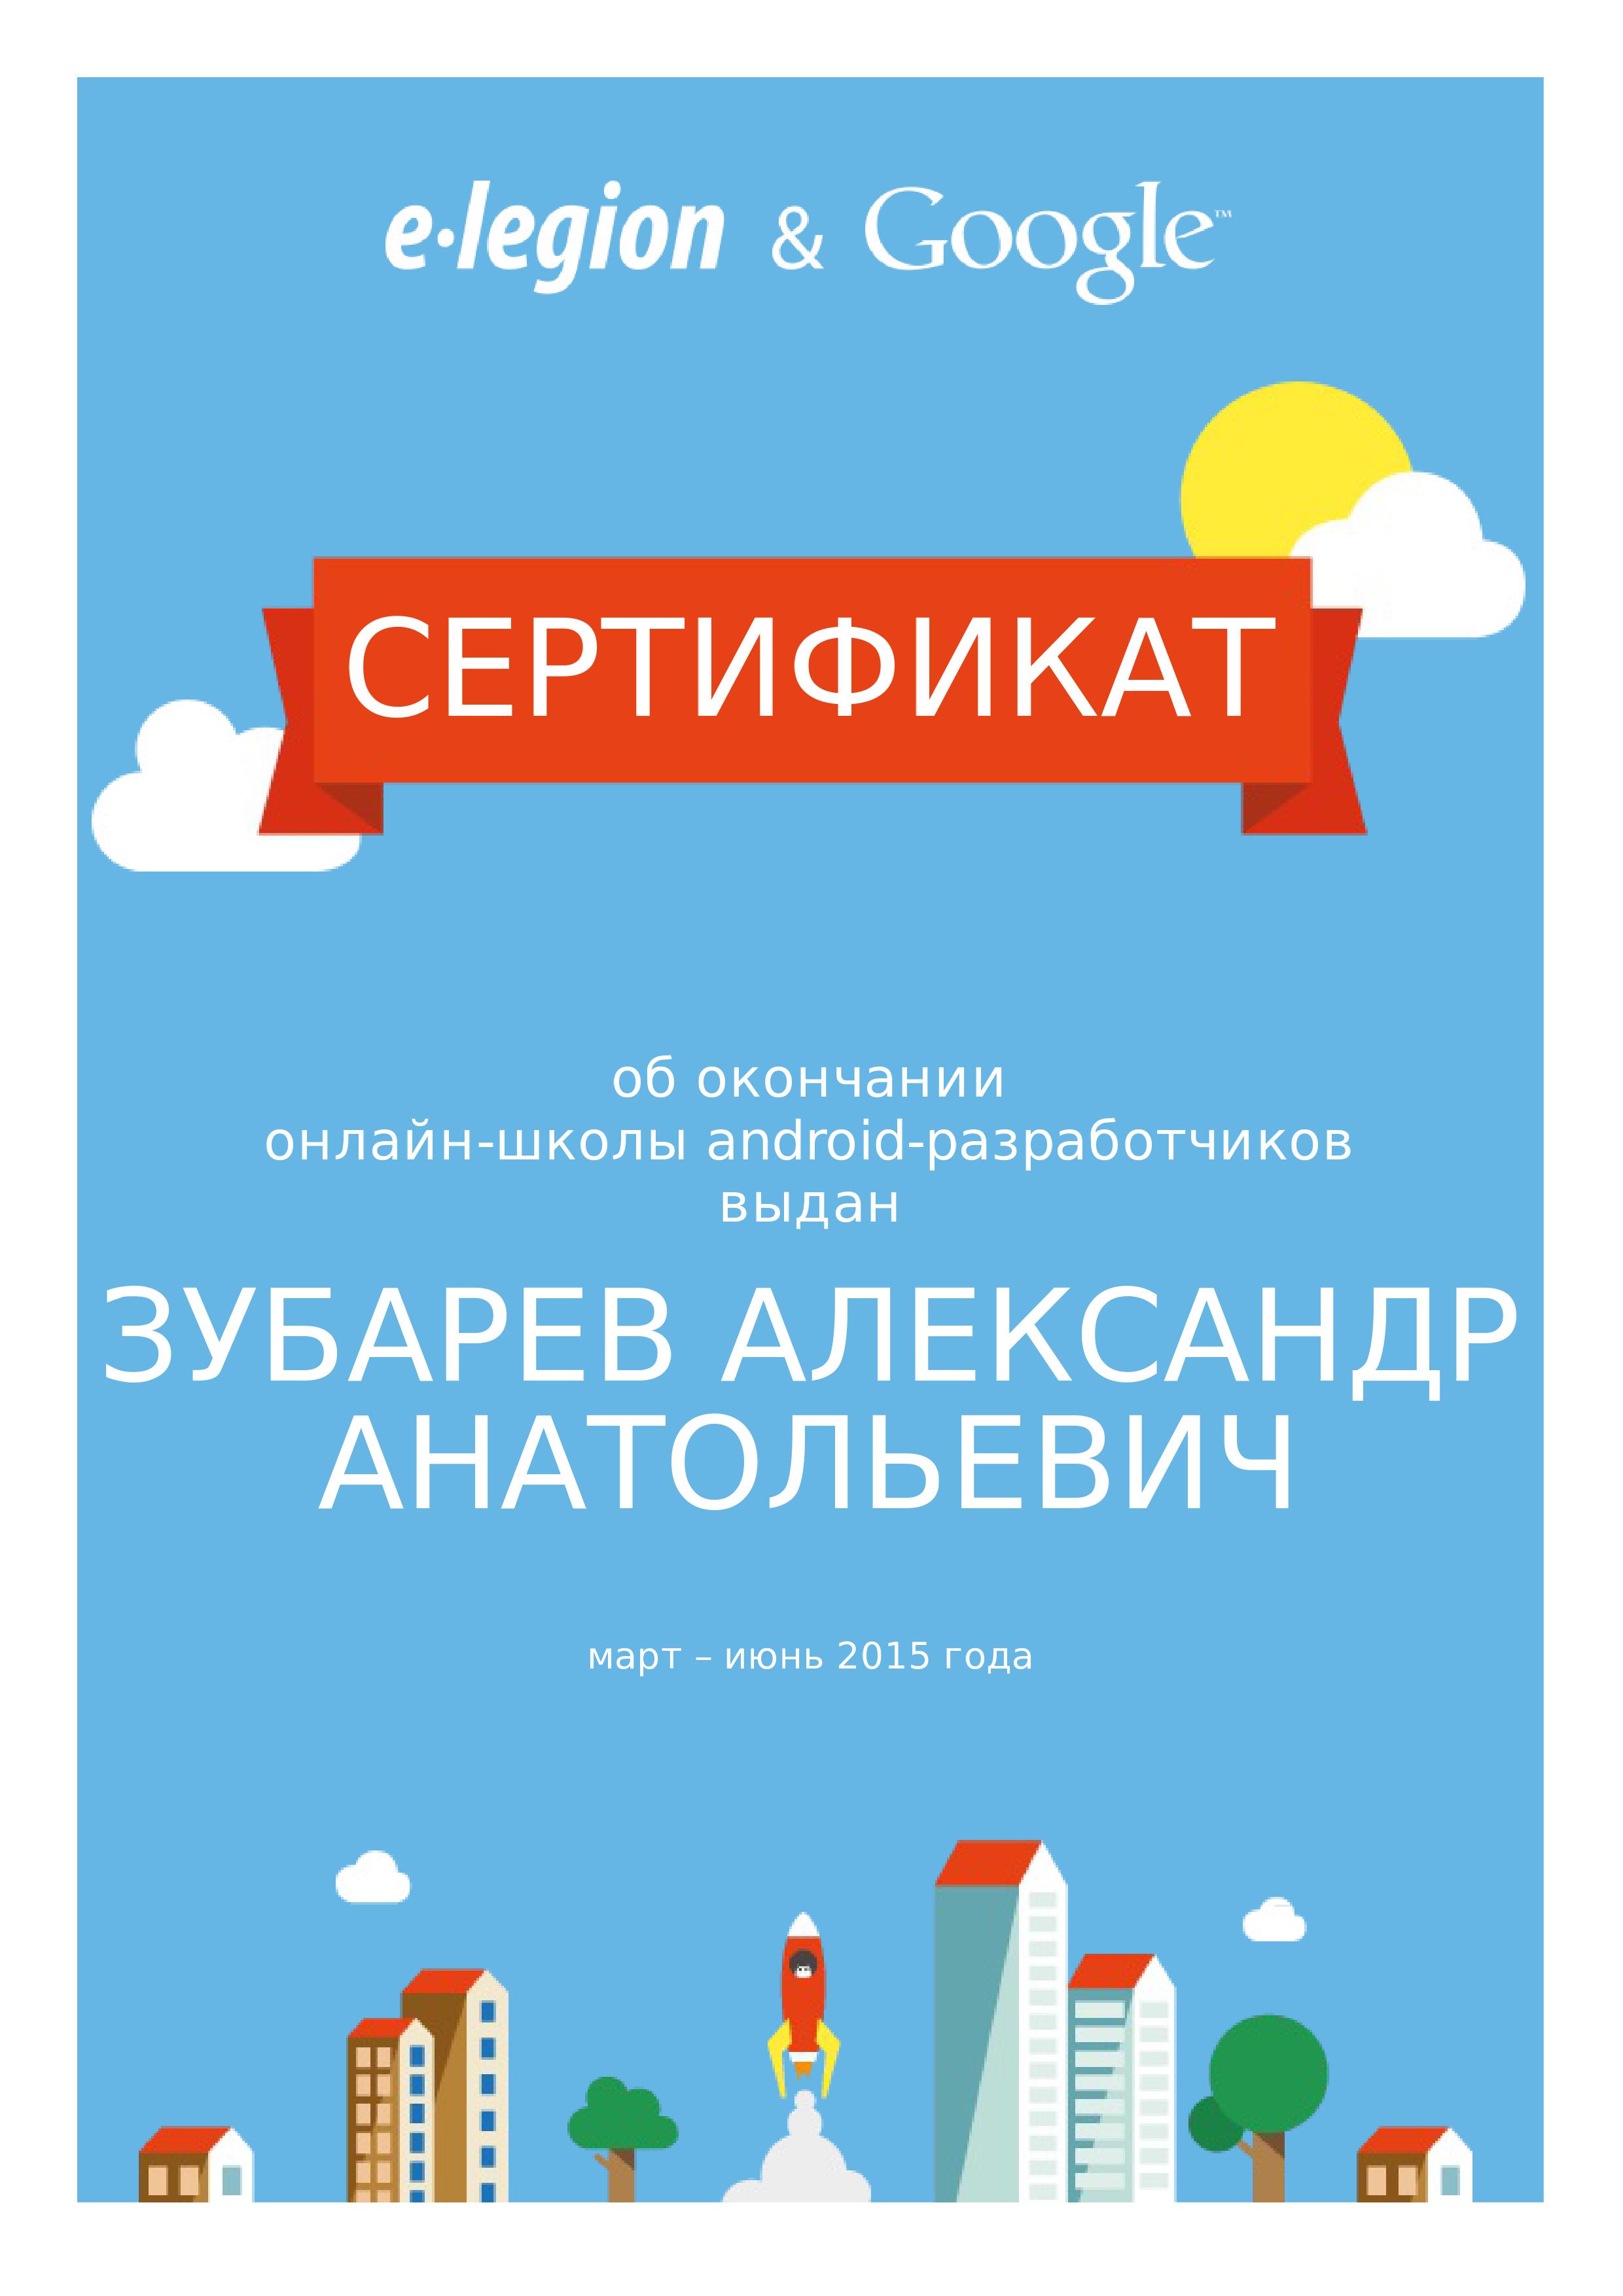 e·legion & Google™
СЕРТИФИКАТ
об окончании
онлайн-школы android-разработчиков
выдан
ЗУБАРЕВ АЛЕКСАНДР
АНАТОЛЬЕВИЧ
март – июнь 2015 года